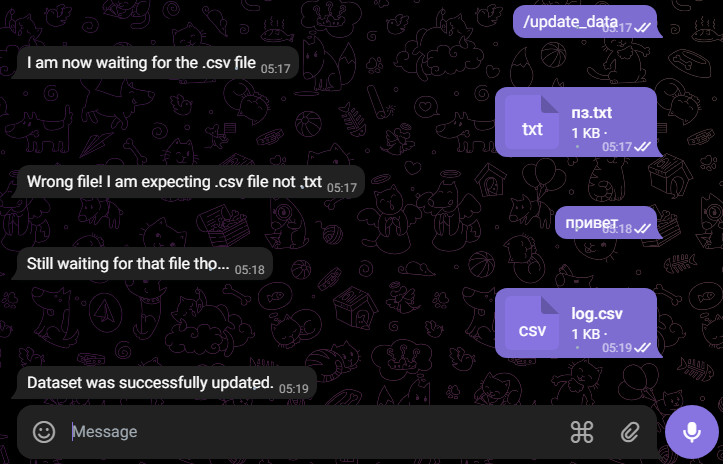 /update_data
05:17
I am now waiting for the .csv file 05:17
txt
пз.txt
1 KB ·
05:17
Wrong file! I am expecting .csv file not .txt 05:17
привет
05:18
Still waiting for that file tho... 05:18
csv
log.csv
1 KB ·
05:19
Dataset was successfully updated. 05:19
Message